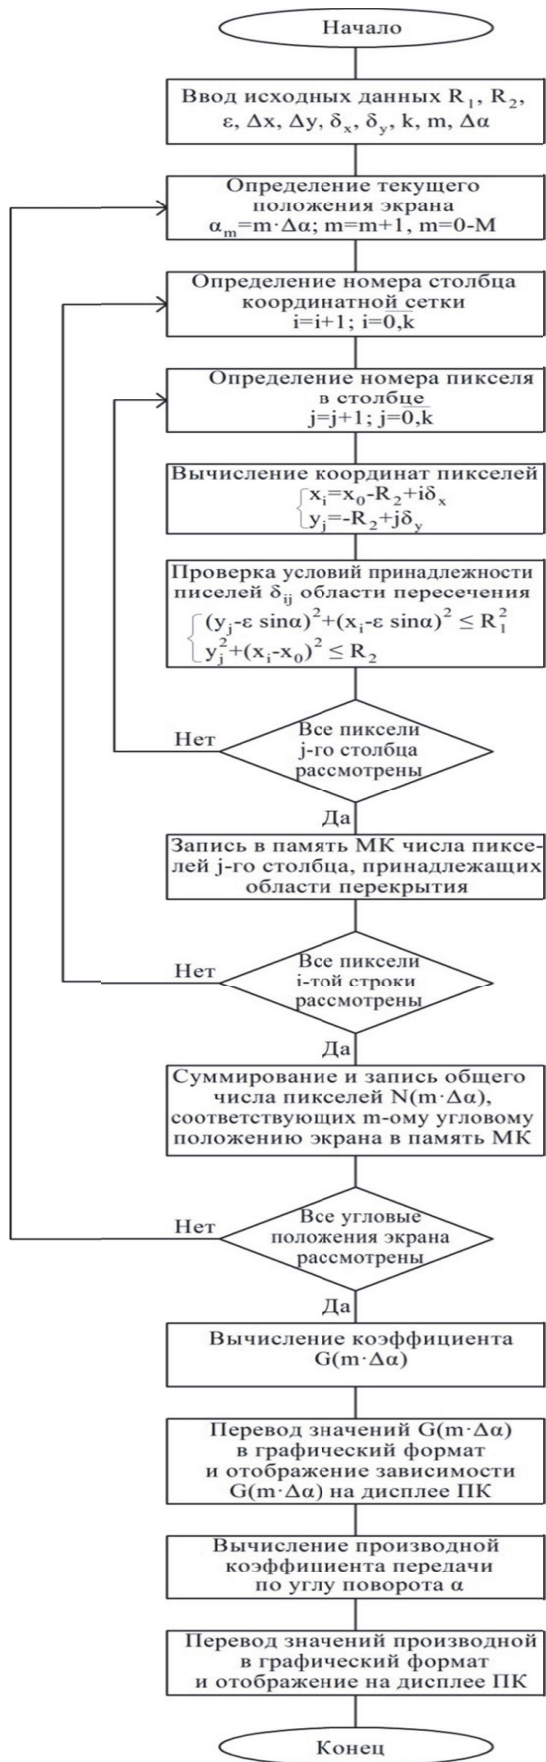 Начало
Ввод исходных данных R₁, R₂,
ε, Δx, Δy, δₓ, δᵧ, k, m, Δα
Определение текущего
положения экрана
αₘ=m·Δα; m=m+1, m=0-M
Определение номера столбца
координатной сетки
i=i+1; i=0,k
Определение номера пикселя
в столбце
j=j+1; j=0,k
Вычисление координат пикселей
xᵢ=x₀-R₂+iδₓ
yⱼ=-R₂+jδᵧ
Проверка условий принадлежности
писелей δᵢⱼ области пересечения
(yⱼ-ε sinα)²+(xᵢ-ε sinα)² ≤ R₁²
yⱼ²+(xᵢ-x₀)² ≤ R₂
Все пиксели
j-го столбца
рассмотрены
Нет
Да
Запись в память МК числа пиксе-
лей j-го столбца, принадлежащих
области перекрытия
Все пиксели
i-той строки
рассмотрены
Нет
Да
Суммирование и запись общего
числа пикселей N(m·Δα),
соответствующих m-ому угловому
положению экрана в память МК
Все угловые
положения экрана
рассмотрены
Нет
Да
Вычисление коэффициента
G(m·Δα)
Перевод значений G(m·Δα)
в графический формат
и отображение зависимости
G(m·Δα) на дисплее ПК
Вычисление производной
коэффициента передачи
по углу поворота α
Перевод значений производной
в графический формат
и отображение на дисплее ПК
Конец